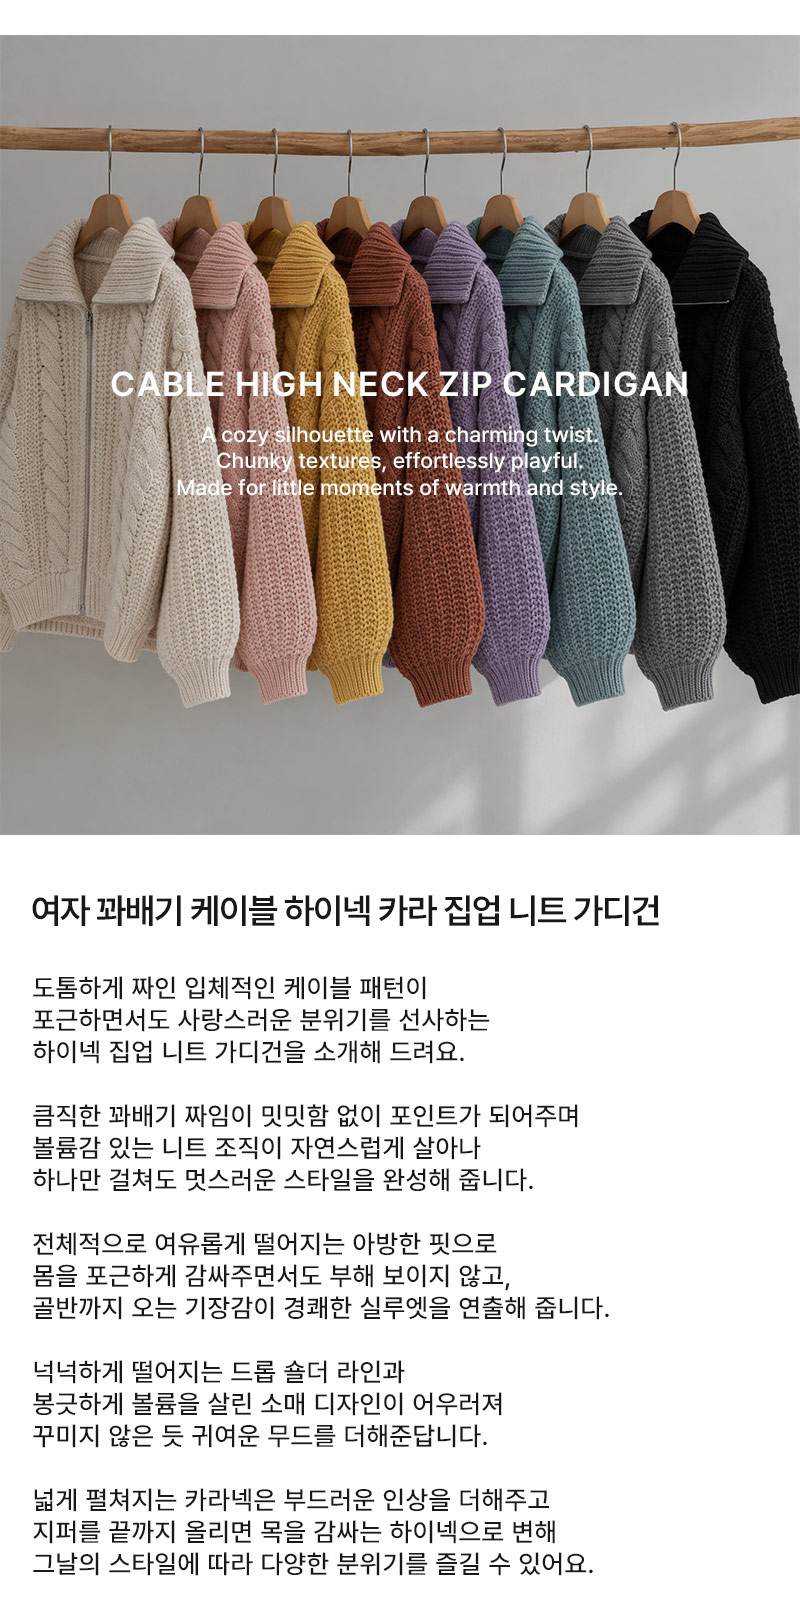 CABLE HIGH NECK ZIP CARDIGAN
A cozy silhouette with a charming twist.
Chunky textures, effortlessly playful.
Made for little moments of warmth and style.
여자 꽈배기 케이블 하이넥 카라 집업 니트 가디건
도톰하게 짜인 입체적인 케이블 패턴이
포근하면서도 사랑스러운 분위기를 선사하는
하이넥 집업 니트 가디건을 소개해 드려요.
큼직한 꽈배기 짜임이 밋밋함 없이 포인트가 되어주며
볼륨감 있는 니트 조직이 자연스럽게 살아나
하나만 걸쳐도 멋스러운 스타일을 완성해 줍니다.
전체적으로 여유롭게 떨어지는 아방한 핏으로
몸을 포근하게 감싸주면서도 부해 보이지 않고,
골반까지 오는 기장감이 경쾌한 실루엣을 연출해 줍니다.
넉넉하게 떨어지는 드롭 숄더 라인과
봉긋하게 볼륨을 살린 소매 디자인이 어우러져
꾸미지 않은 듯 귀여운 무드를 더해준답니다.
넓게 펼쳐지는 카라넥은 부드러운 인상을 더해주고
지퍼를 끝까지 올리면 목을 감싸는 하이넥으로 변해
그날의 스타일에 따라 다양한 분위기를 즐길 수 있어요.